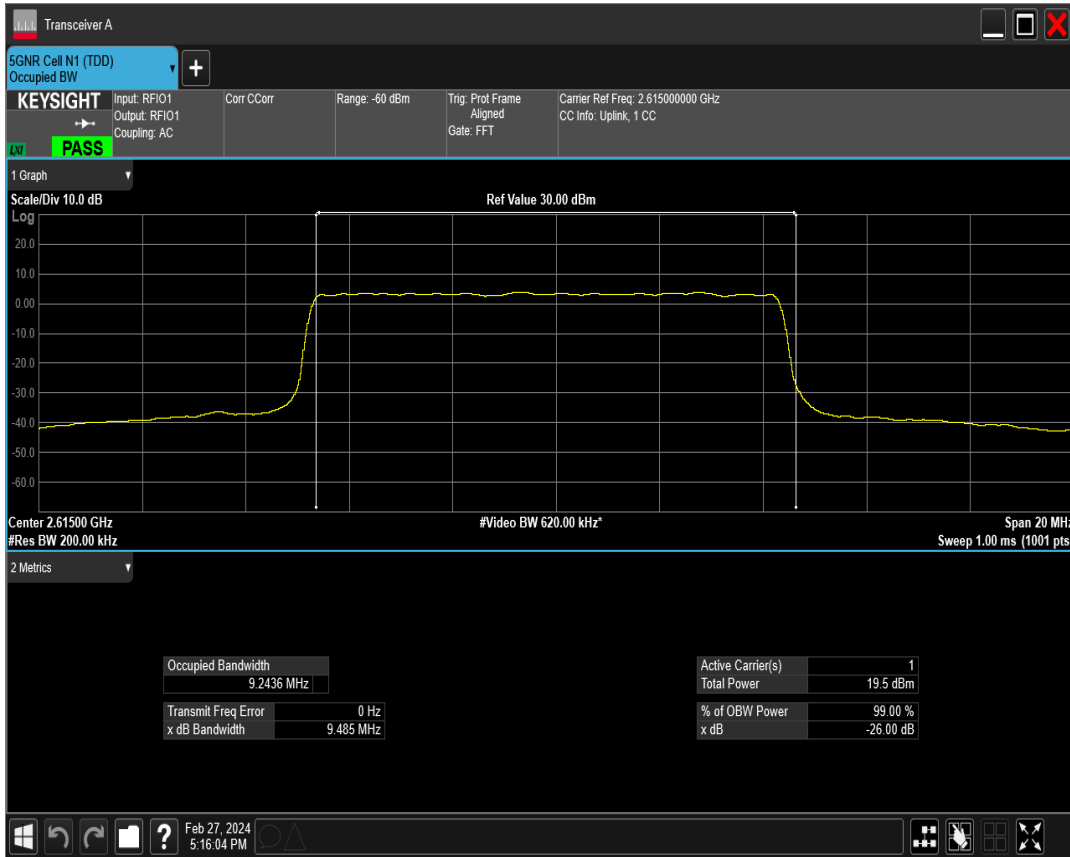 Transceiver A
5GNR Cell N1 (TDD)
Occupied BW
+
KEYSIGHT
LXI
PASS
Input: RFIO1
Output: RFIO1
Coupling: AC
Corr CCorr
Range: -60 dBm
Trig: Prot Frame
Aligned
Gate: FFT
Carrier Ref Freq: 2.615000000 GHz
CC Info: Uplink, 1 CC
1 Graph
Scale/Div 10.0 dB
Ref Value 30.00 dBm
Log
20.0
10.0
0.00
-10.0
-20.0
-30.0
-40.0
-50.0
-60.0
Center 2.61500 GHz
#Video BW 620.00 kHz*
Span 20 MHz
#Res BW 200.00 kHz
Sweep 1.00 ms (1001 pts
2 Metrics
Occupied Bandwidth
9.2436 MHz
Transmit Freq Error 0 Hz
x dB Bandwidth 9.485 MHz
Active Carrier(s) 1
Total Power 19.5 dBm
% of OBW Power 99.00 %
x dB -26.00 dB
?
Feb 27, 2024
5:16:04 PM